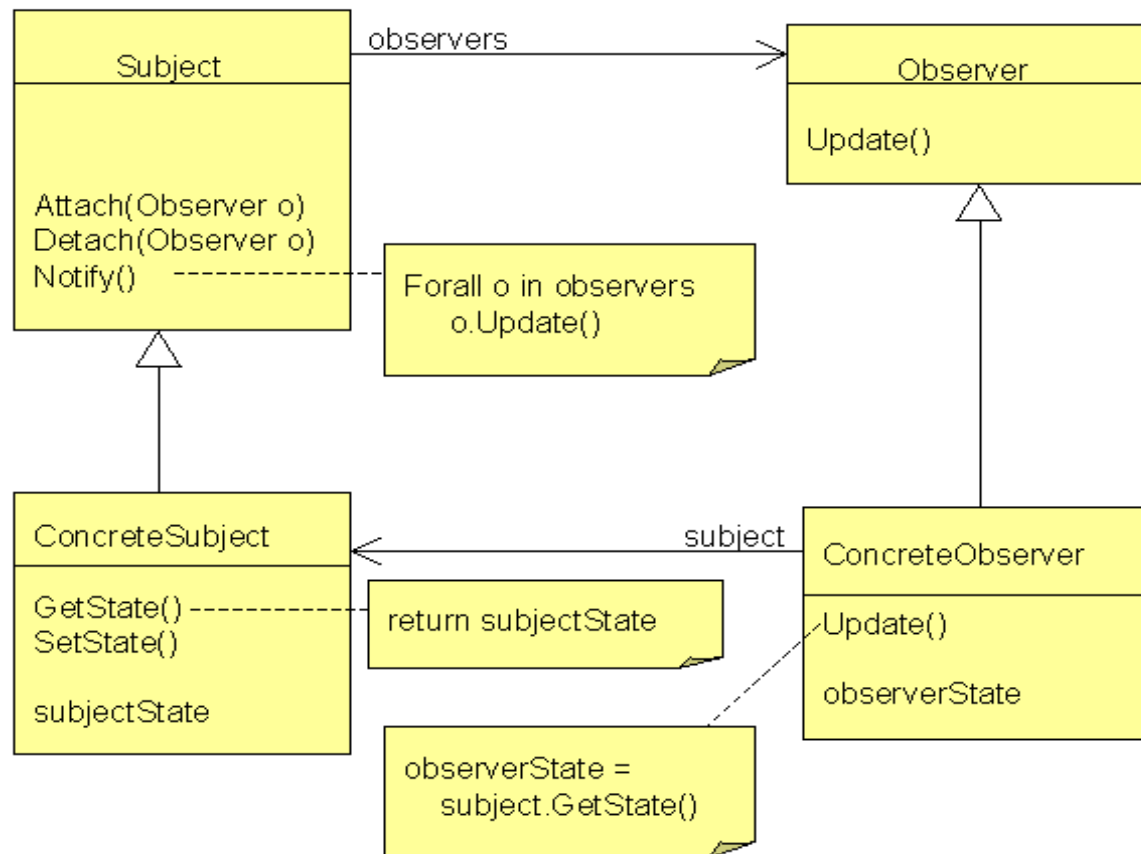 observers
Subject
Observer
Update()
Attach(Observer o)
Detach(Observer o)
Notify()
Forall o in observers
o.Update()
ConcreteSubject
subject
ConcreteObserver
GetState()
SetState()
subjectState
return subjectState
Update()
observerState
observerState =
subject.GetState()